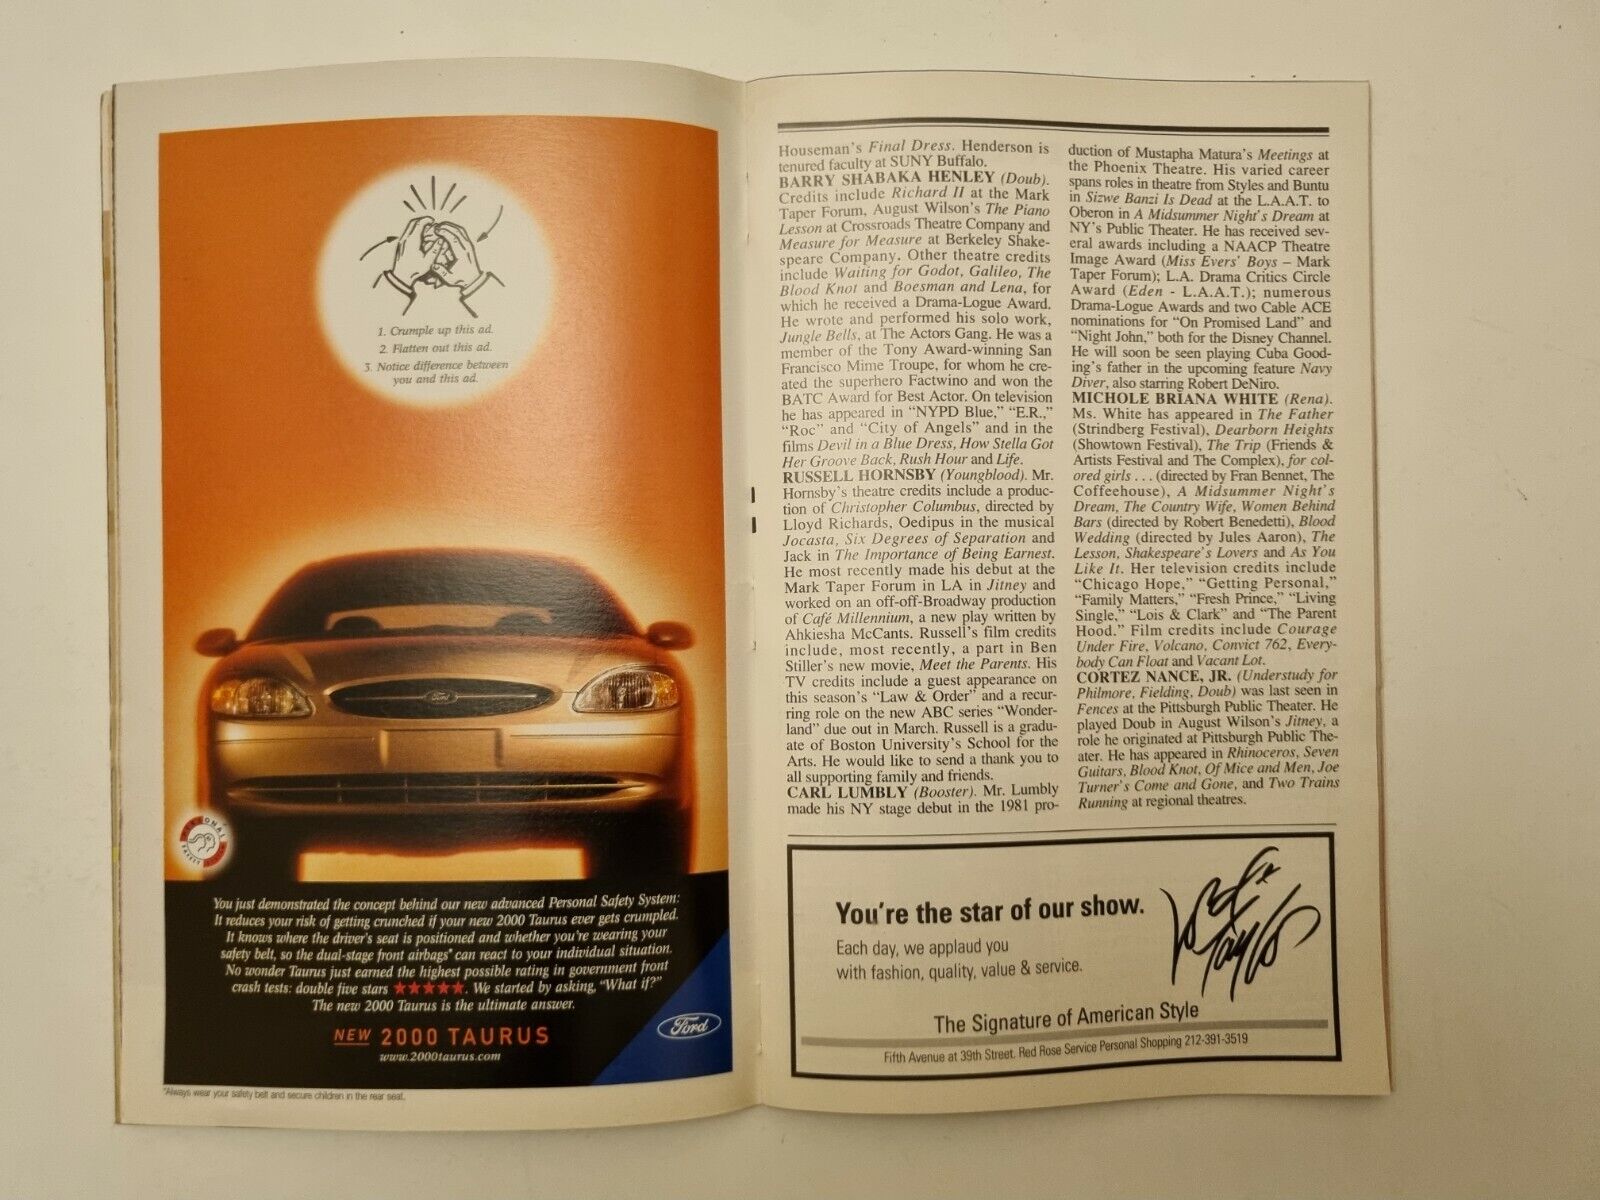 1. Crumple up this ad.
2. Flatten out this ad.
3. Notice difference between
you and this ad.
Ford
PERSONAL
SAFETY
You just demonstrated the concept behind our new advanced Personal Safety System:
It reduces your risk of getting crunched if your new 2000 Taurus ever gets crumpled.
It knows where the driver's seat is positioned and whether you're wearing your
safety belt, so the dual-stage front airbags* can react to your individual situation.
No wonder Taurus just earned the highest possible rating in government front
crash tests: double five stars ★★★★★. We started by asking, "What if?"
The new 2000 Taurus is the ultimate answer.
NEW 2000 TAURUS
www.2000taurus.com
Ford
*Always wear your safety belt and secure children in the rear seat.
Houseman's Final Dress. Henderson is
tenured faculty at SUNY Buffalo.
BARRY SHABAKA HENLEY (Doub).
Credits include Richard II at the Mark
Taper Forum, August Wilson's The Piano
Lesson at Crossroads Theatre Company and
Measure for Measure at Berkeley Shake-
speare Company. Other theatre credits
include Waiting for Godot, Galileo, The
Blood Knot and Boesman and Lena, for
which he received a Drama-Logue Award.
He wrote and performed his solo work,
Jungle Bells, at The Actors Gang. He was a
member of the Tony Award-winning San
Francisco Mime Troupe, for whom he cre-
ated the superhero Factwino and won the
BATC Award for Best Actor. On television
he has appeared in "NYPD Blue," "E.R.,"
"Roc" and "City of Angels" and in the
films Devil in a Blue Dress, How Stella Got
Her Groove Back, Rush Hour and Life.
RUSSELL HORNSBY (Youngblood). Mr.
Hornsby's theatre credits include a produc-
tion of Christopher Columbus, directed by
Lloyd Richards, Oedipus in the musical
Jocasta, Six Degrees of Separation and
Jack in The Importance of Being Earnest.
He most recently made his debut at the
Mark Taper Forum in LA in Jitney and
worked on an off-off-Broadway production
of Café Millennium, a new play written by
Ahkiesha McCants. Russell's film credits
include, most recently, a part in Ben
Stiller's new movie, Meet the Parents. His
TV credits include a guest appearance on
this season's "Law & Order" and a recur-
ring role on the new ABC series "Wonder-
land" due out in March. Russell is a gradu-
ate of Boston University's School for the
Arts. He would like to send a thank you to
all supporting family and friends.
CARL LUMBLY (Booster). Mr. Lumbly
made his NY stage debut in the 1981 pro-
duction of Mustapha Matura's Meetings at
the Phoenix Theatre. His varied career
spans roles in theatre from Styles and Buntu
in Sizwe Banzi Is Dead at the L.A.A.T. to
Oberon in A Midsummer Night's Dream at
NY's Public Theater. He has received sev-
eral awards including a NAACP Theatre
Image Award (Miss Evers' Boys – Mark
Taper Forum); L.A. Drama Critics Circle
Award (Eden - L.A.A.T.); numerous
Drama-Logue Awards and two Cable ACE
nominations for "On Promised Land" and
"Night John," both for the Disney Channel.
He will soon be seen playing Cuba Good-
ing's father in the upcoming feature Navy
Diver, also starring Robert DeNiro.
MICHOLE BRIANA WHITE (Rena).
Ms. White has appeared in The Father
(Strindberg Festival), Dearborn Heights
(Showtown Festival), The Trip (Friends &
Artists Festival and The Complex), for col-
ored girls . . . (directed by Fran Bennet, The
Coffeehouse), A Midsummer Night's
Dream, The Country Wife, Women Behind
Bars (directed by Robert Benedetti), Blood
Wedding (directed by Jules Aaron), The
Lesson, Shakespeare's Lovers and As You
Like It. Her television credits include
"Chicago Hope," "Getting Personal,"
"Family Matters," "Fresh Prince," "Living
Single," "Lois & Clark" and "The Parent
Hood." Film credits include Courage
Under Fire, Volcano, Convict 762, Every-
body Can Float and Vacant Lot.
CORTEZ NANCE, JR. (Understudy for
Philmore, Fielding, Doub) was last seen in
Fences at the Pittsburgh Public Theater. He
played Doub in August Wilson's Jitney, a
role he originated at Pittsburgh Public The-
ater. He has appeared in Rhinoceros, Seven
Guitars, Blood Knot, Of Mice and Men, Joe
Turner's Come and Gone, and Two Trains
Running at regional theatres.
You're the star of our show.
Each day, we applaud you
with fashion, quality, value & service.
Lord & Taylor
The Signature of American Style
Fifth Avenue at 39th Street. Red Rose Service Personal Shopping 212-391-3519